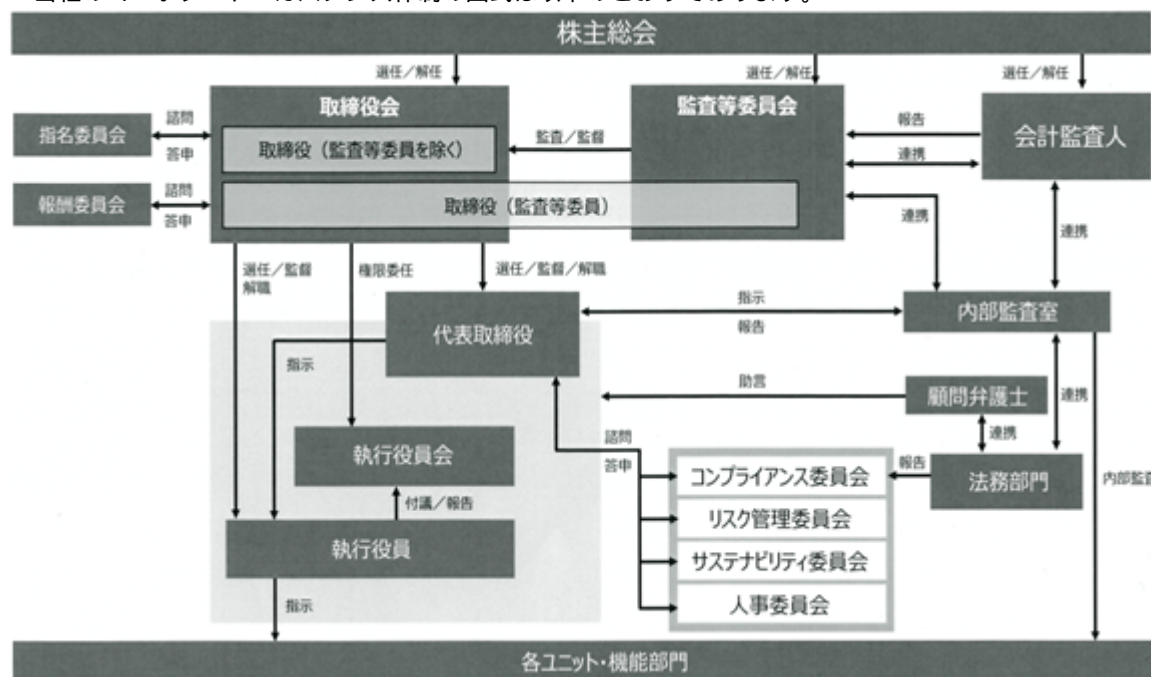 株主総会
選任／解任
選任／解任
選任／解任
取締役会
監査等委員会
会計監査人
指名委員会
諮問
答申
取締役（監査等委員を除く）
監査／監督
報告
連携
報酬委員会
諮問
答申
取締役（監査等委員）
連携
連携
選任／監督
解職
権限委任
選任／監督／解職
代表取締役
指示
報告
内部監査室
指示
助言
顧問弁護士
連携
連携
執行役員会
諮問
答申
コンプライアンス委員会
報告
法務部門
内部監査
付議／報告
リスク管理委員会
執行役員
サステナビリティ委員会
人事委員会
指示
各ユニット・機能部門